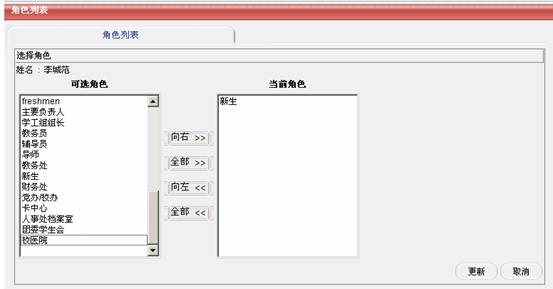 角色列表
角色列表
选择角色
姓名：李城范
可选角色
当前角色
freshmen
主要负责人
学工组组长
教务员
辅导员
导师
教务处
新生
财务处
党办/校办
卡中心
人事处档案室
团委学生会
校医院
向右 >>
全部 >>
向左 <<
全部 <<
新生
更新
取消